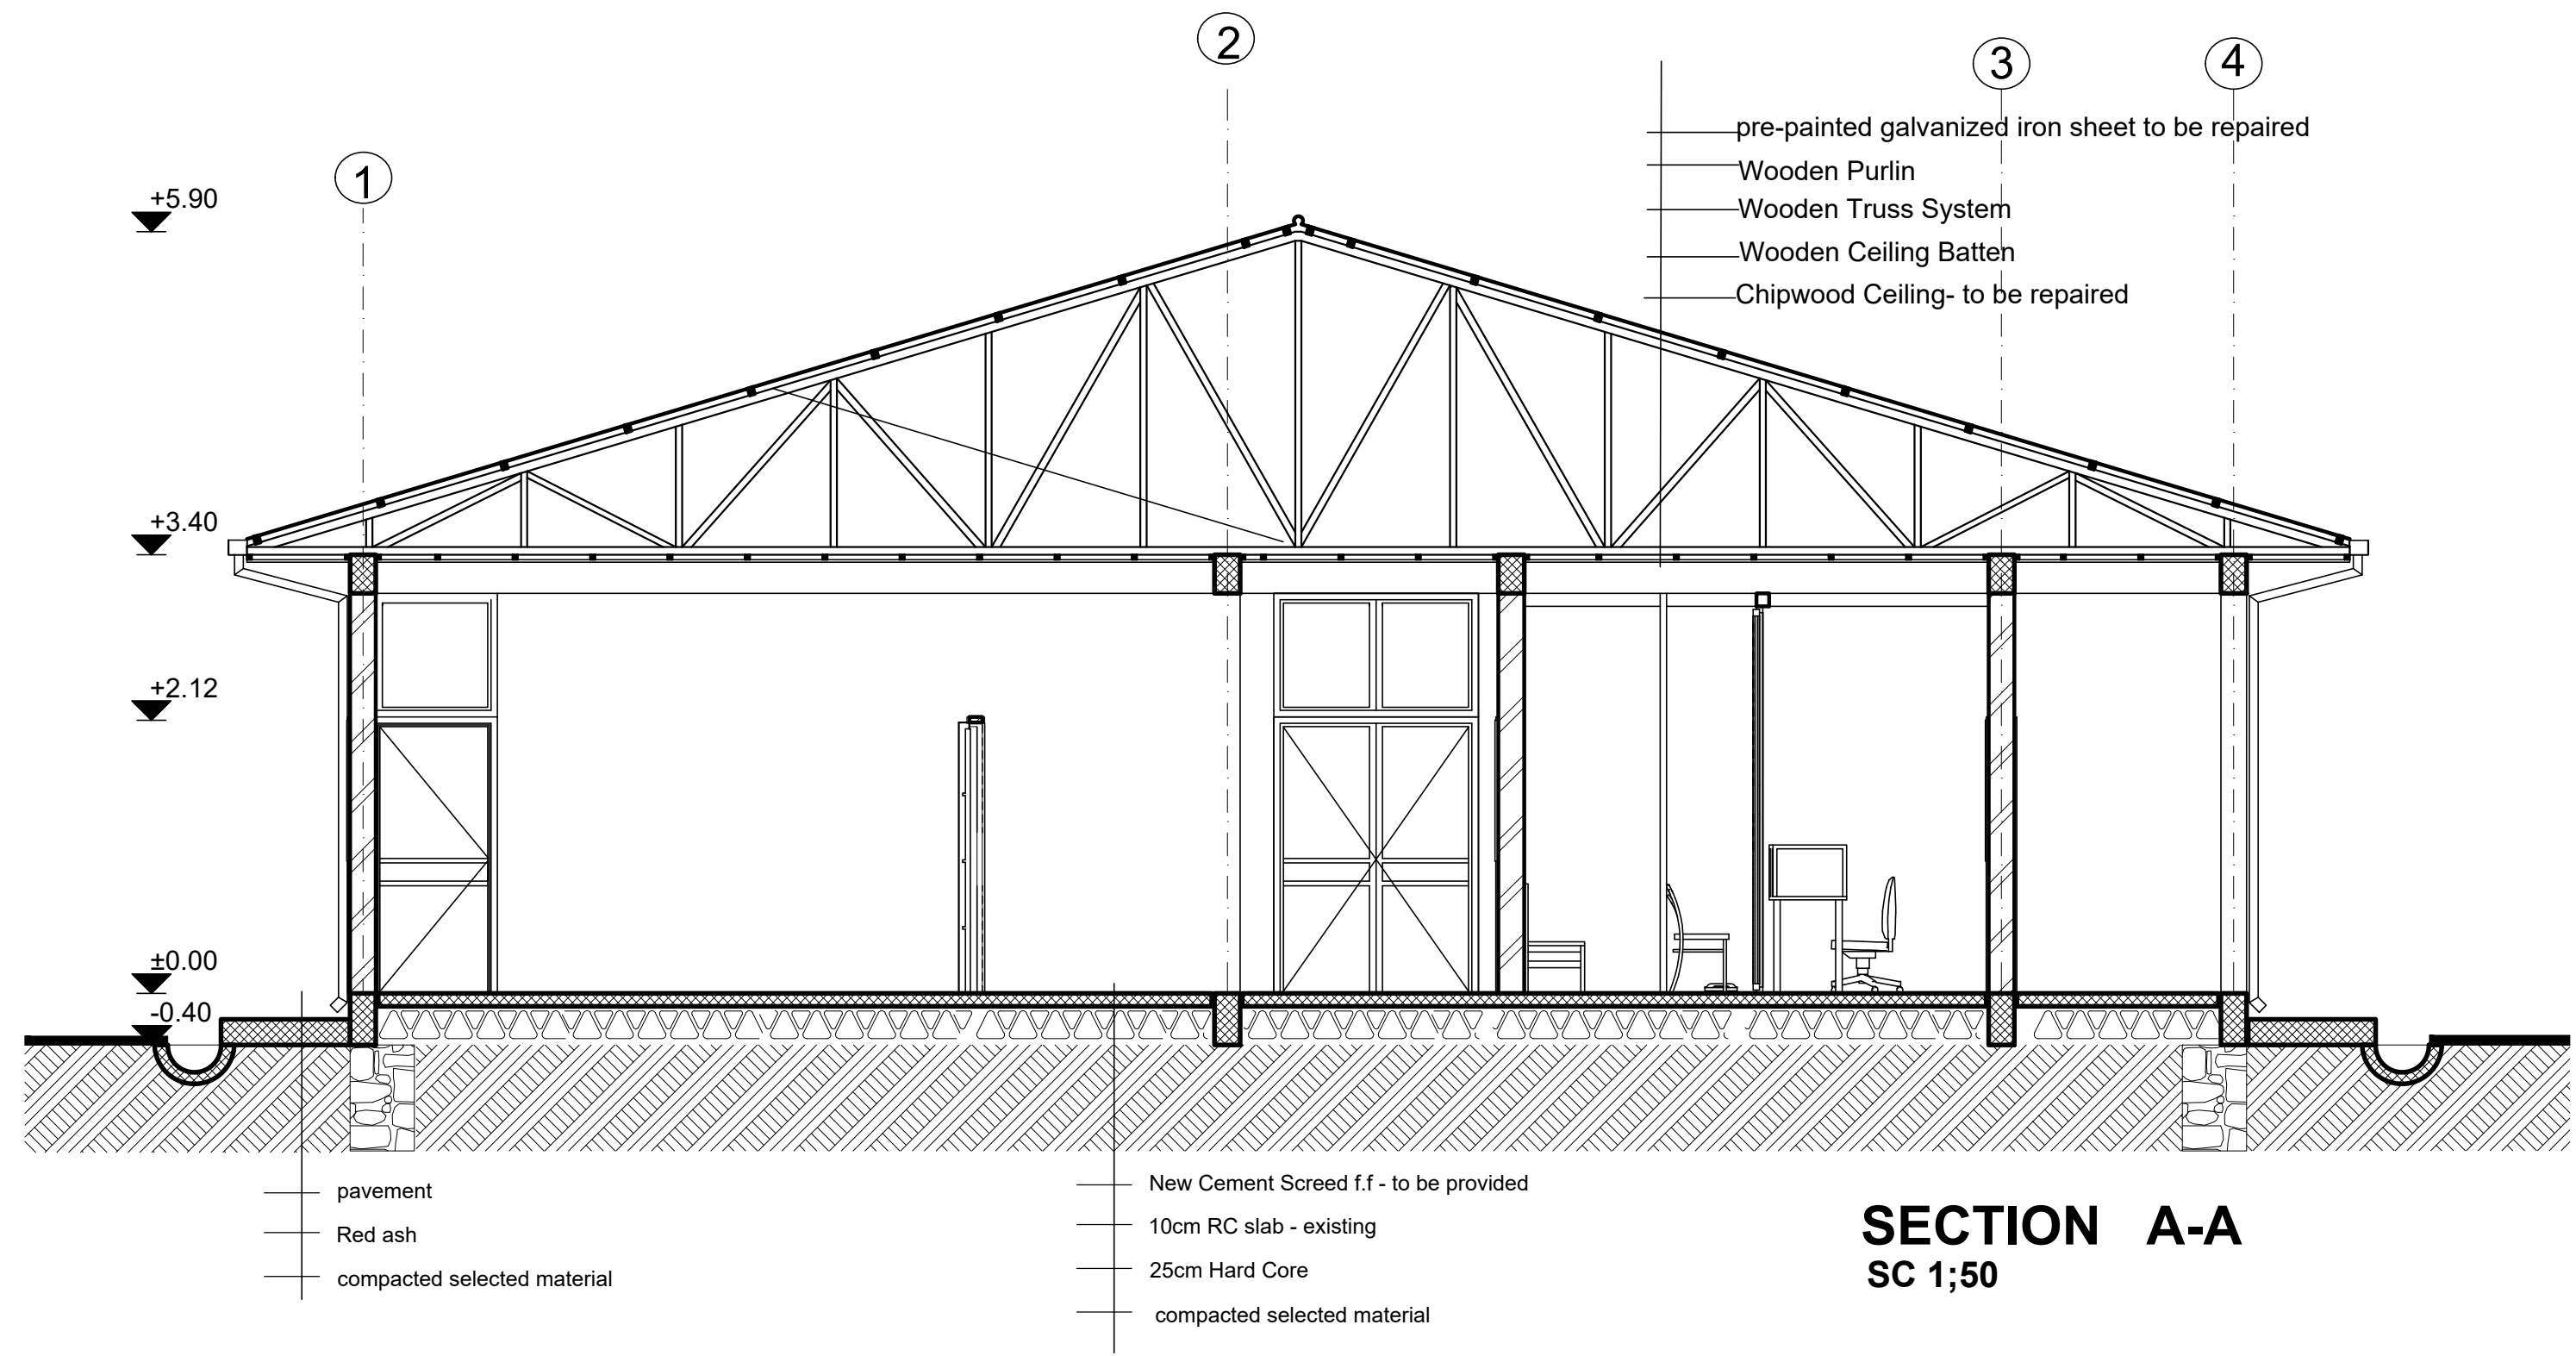 2
3
4
1
pre-painted galvanized iron sheet to be repaired
Wooden Purlin
Wooden Truss System
Wooden Ceiling Batten
Chipwood Ceiling- to be repaired
+5.90
+3.40
+2.12
±0.00
-0.40
pavement
Red ash
compacted selected material
New Cement Screed f.f - to be provided
10cm RC slab - existing
25cm Hard Core
compacted selected material
SECTION A-A
SC 1;50